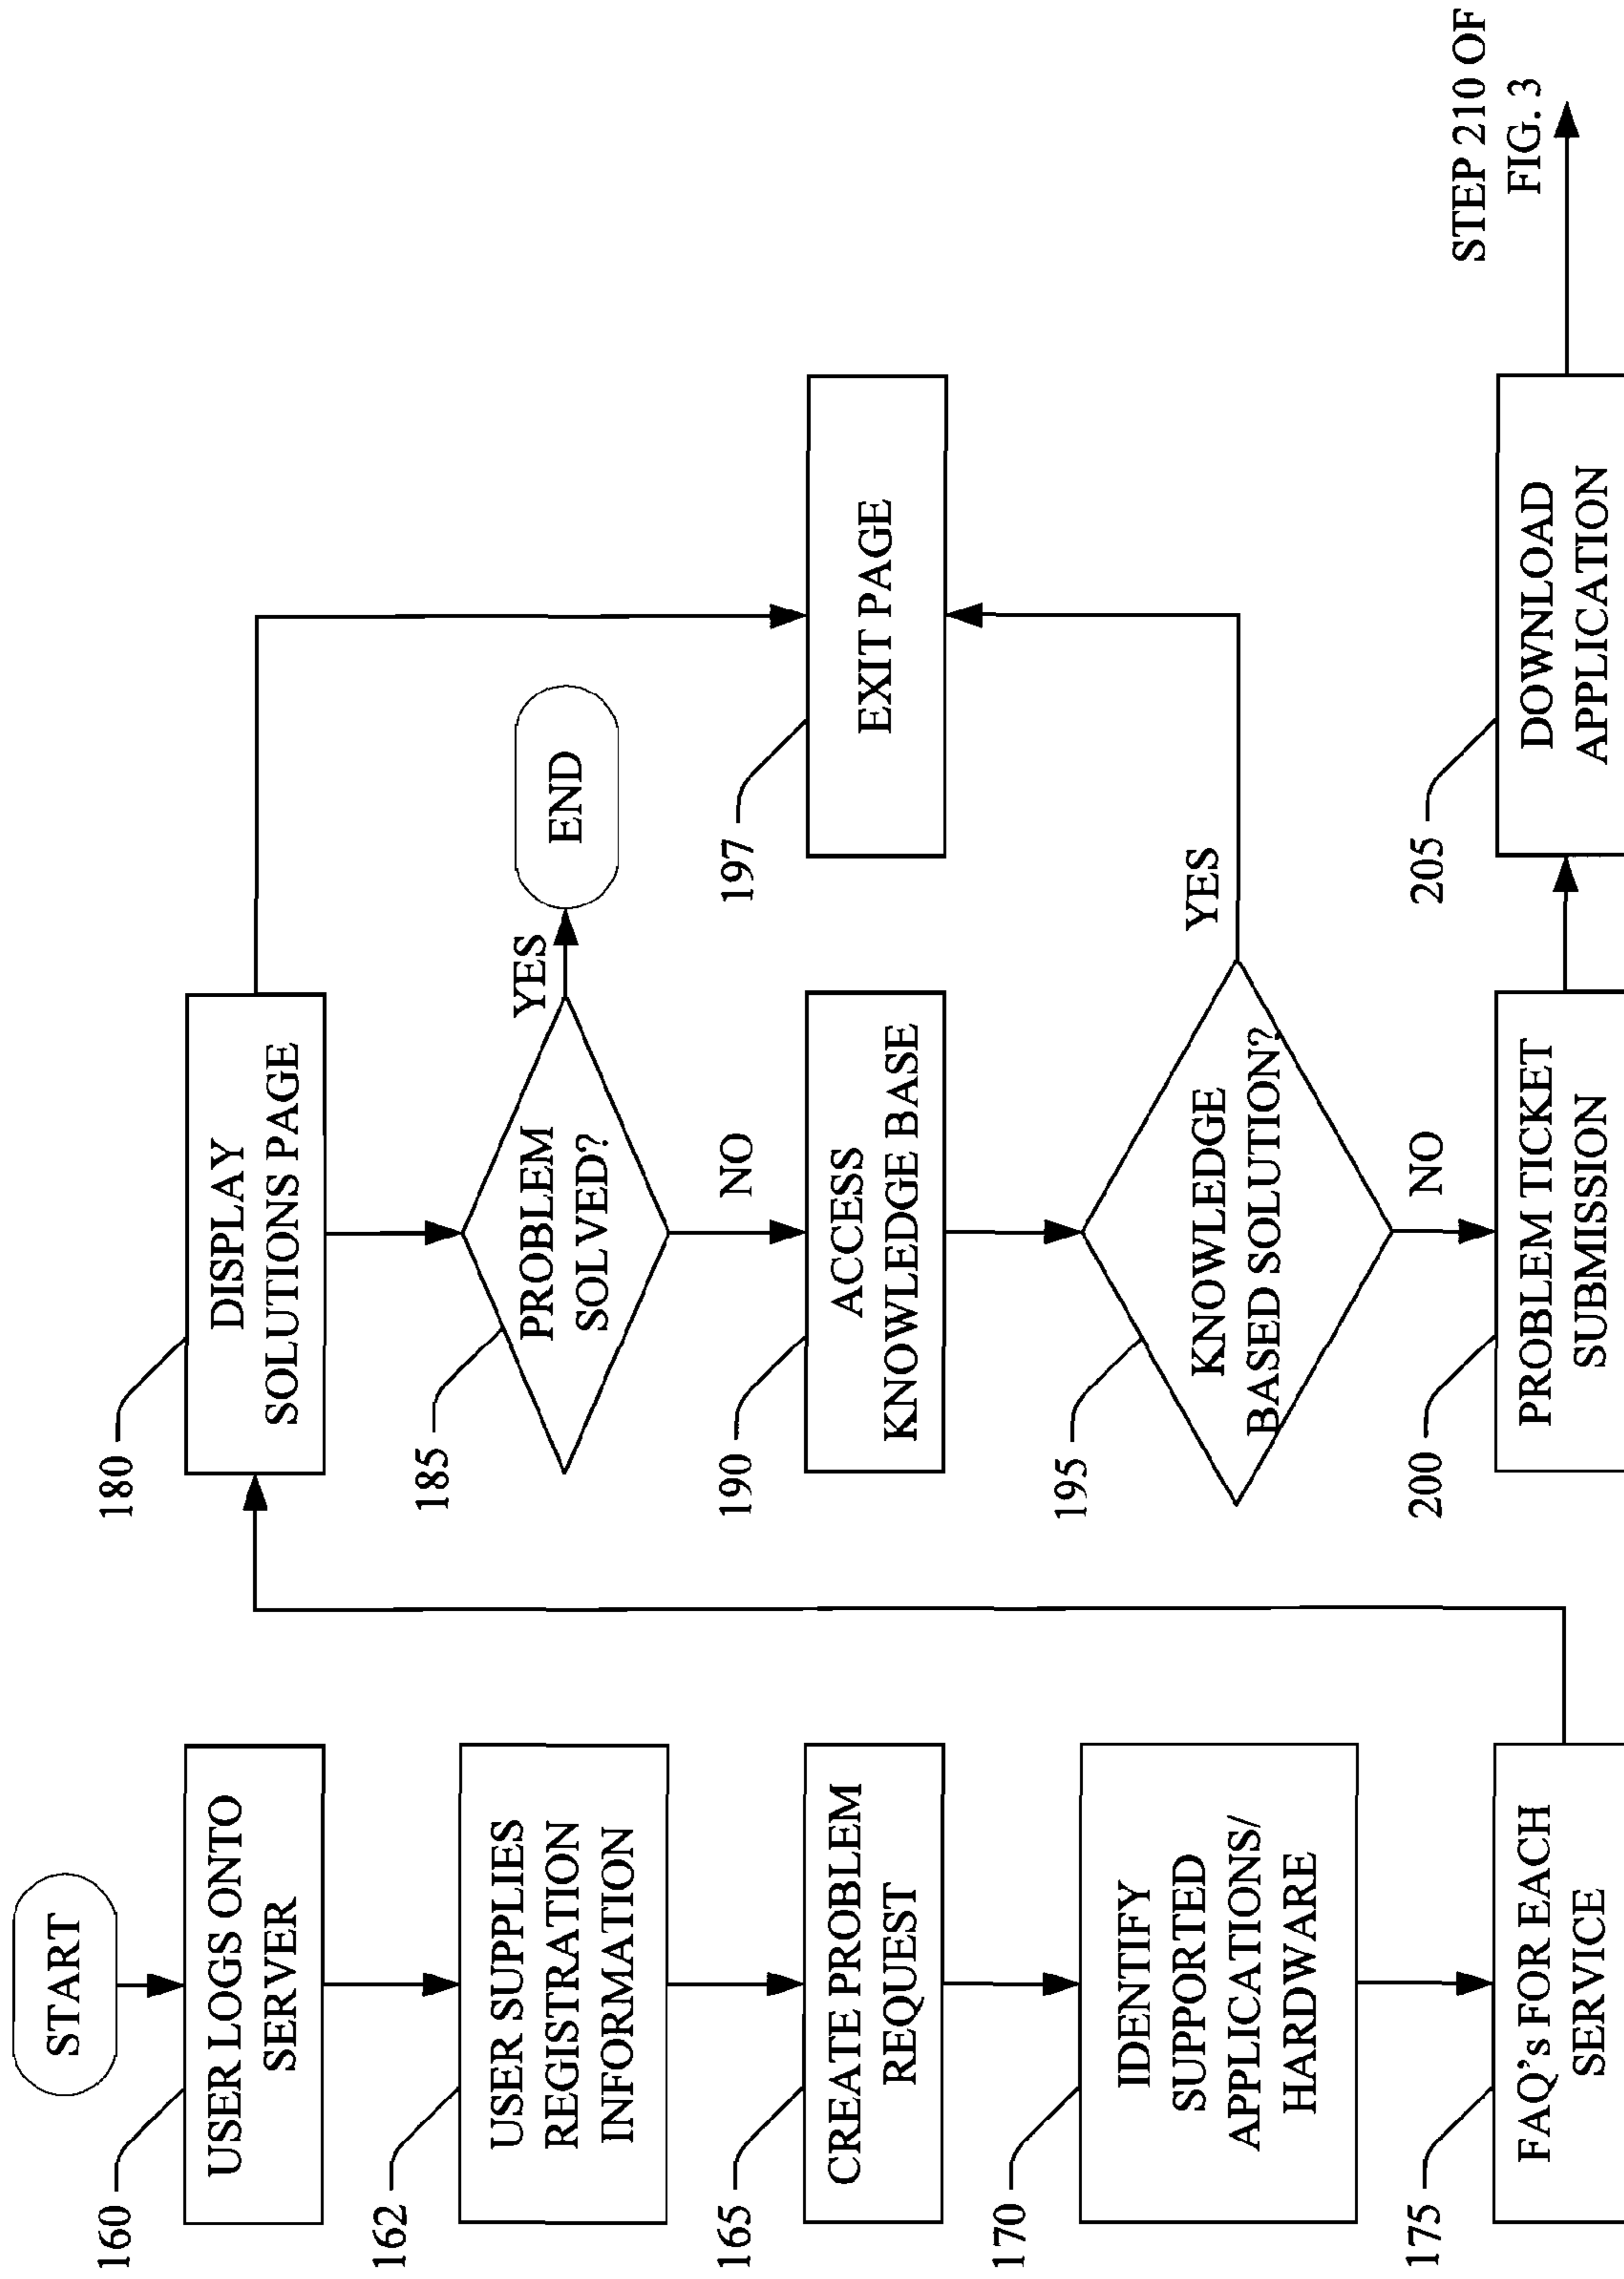 START
160
USER LOGS ONTO
SERVER
162
USER SUPPLIES
REGISTRATION
INFORMATION
165
CREATE PROBLEM
REQUEST
170
IDENTIFY
SUPPORTED
APPLICATIONS/
HARDWARE
175
FAQ's FOR EACH
SERVICE
180
DISPLAY
SOLUTIONS PAGE
185
PROBLEM
SOLVED?
YES
END
NO
190
ACCESS
KNOWLEDGE BASE
197
EXIT PAGE
195
KNOWLEDGE
BASED SOLUTION?
YES
NO
200
PROBLEM TICKET
SUBMISSION
205
DOWNLOAD
APPLICATION
STEP 210 OF
FIG. 3